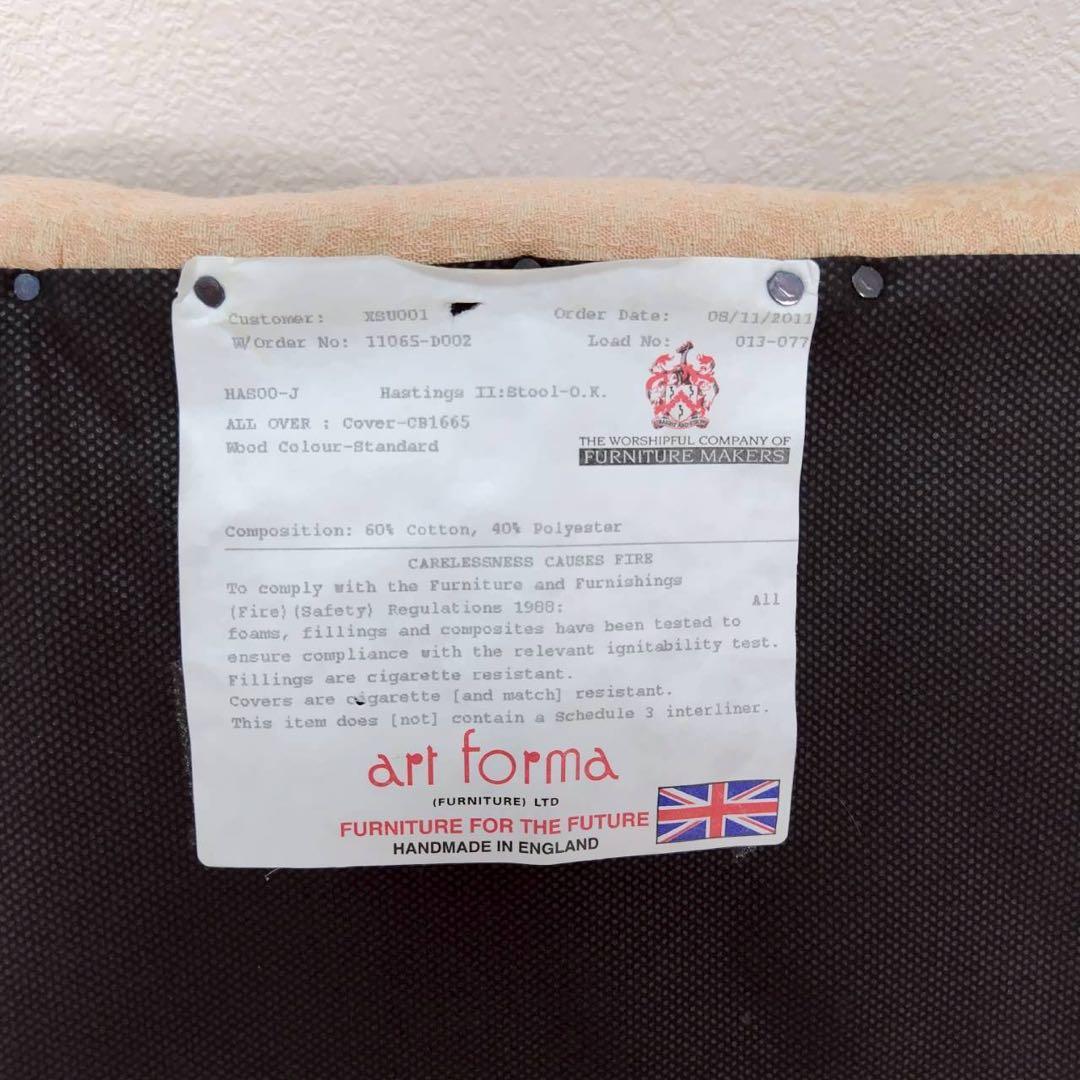 Customer: XSU001 Order Date: 08/11/2011
W/Order No: 11065-D002 Load No: 013-077
HAS00-J Hastings II:Stool-O.K.
ALL OVER : Cover-CB1665
Wood Colour-Standard
THE WORSHIPFUL COMPANY OF
FURNITURE MAKERS
Composition: 60% Cotton, 40% Polyester
CARELESSNESS CAUSES FIRE
To comply with the Furniture and Furnishings
(Fire)(Safety) Regulations 1988: All
foams, fillings and composites have been tested to
ensure compliance with the relevant ignitability test.
Fillings are cigarette resistant.
Covers are cigarette [and match] resistant.
This item does [not] contain a Schedule 3 interliner.
art forma
(FURNITURE) LTD
FURNITURE FOR THE FUTURE
HANDMADE IN ENGLAND